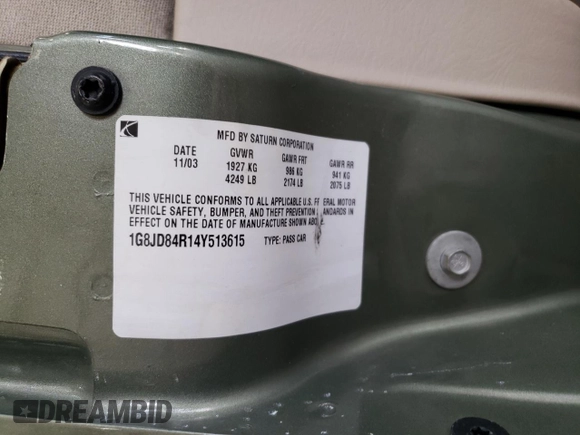 MFD BY SATURN CORPORATION
DATE GVWR GAWR FRT GAWR RR
11/03 1927 KG 986 KG 941 KG
4249 LB 2174 LB 2075 LB
THIS VEHICLE CONFORMS TO ALL APPLICABLE U.S. F ERAL MOTOR
VEHICLE SAFETY, BUMPER, AND THEFT PREVENTION ANDARDS IN
EFFECT ON THE DATE OF MANUFACTURE SHOWN
1G8JD84R14Y513615 TYPE: PASS CAR
DREAMBID